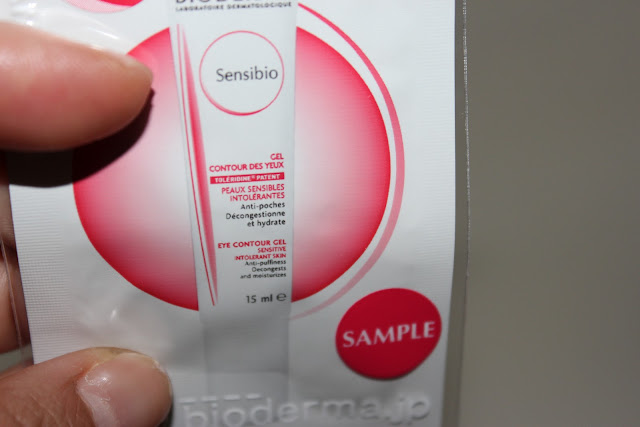 BIODERMA
LABORATOIRE DERMATOLOGIQUE
Sensibio
GEL
CONTOUR DES YEUX
TOLÉRIDINE® PATENT
PEAUX SENSIBLES
INTOLÉRANTES
Anti-poches
Décongestionne
et hydrate
EYE CONTOUR GEL
SENSITIVE
INTOLERANT SKIN
Anti-puffiness
Decongests
and moisturizes
15 ml ℮
SAMPLE
bioderma.jp